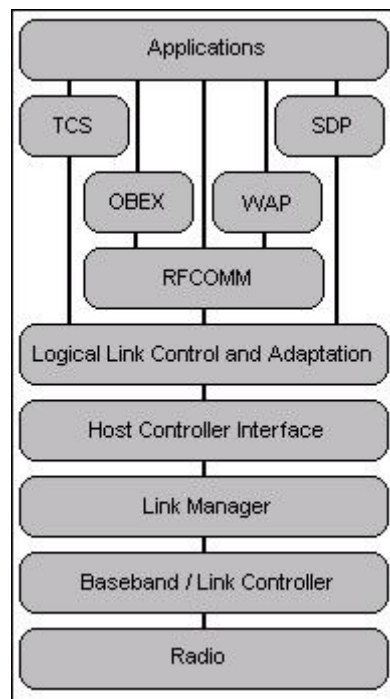 Applications
TCS
SDP
OBEX
WAP
RFCOMM
Logical Link Control and Adaptation
Host Controller Interface
Link Manager
Baseband / Link Controller
Radio